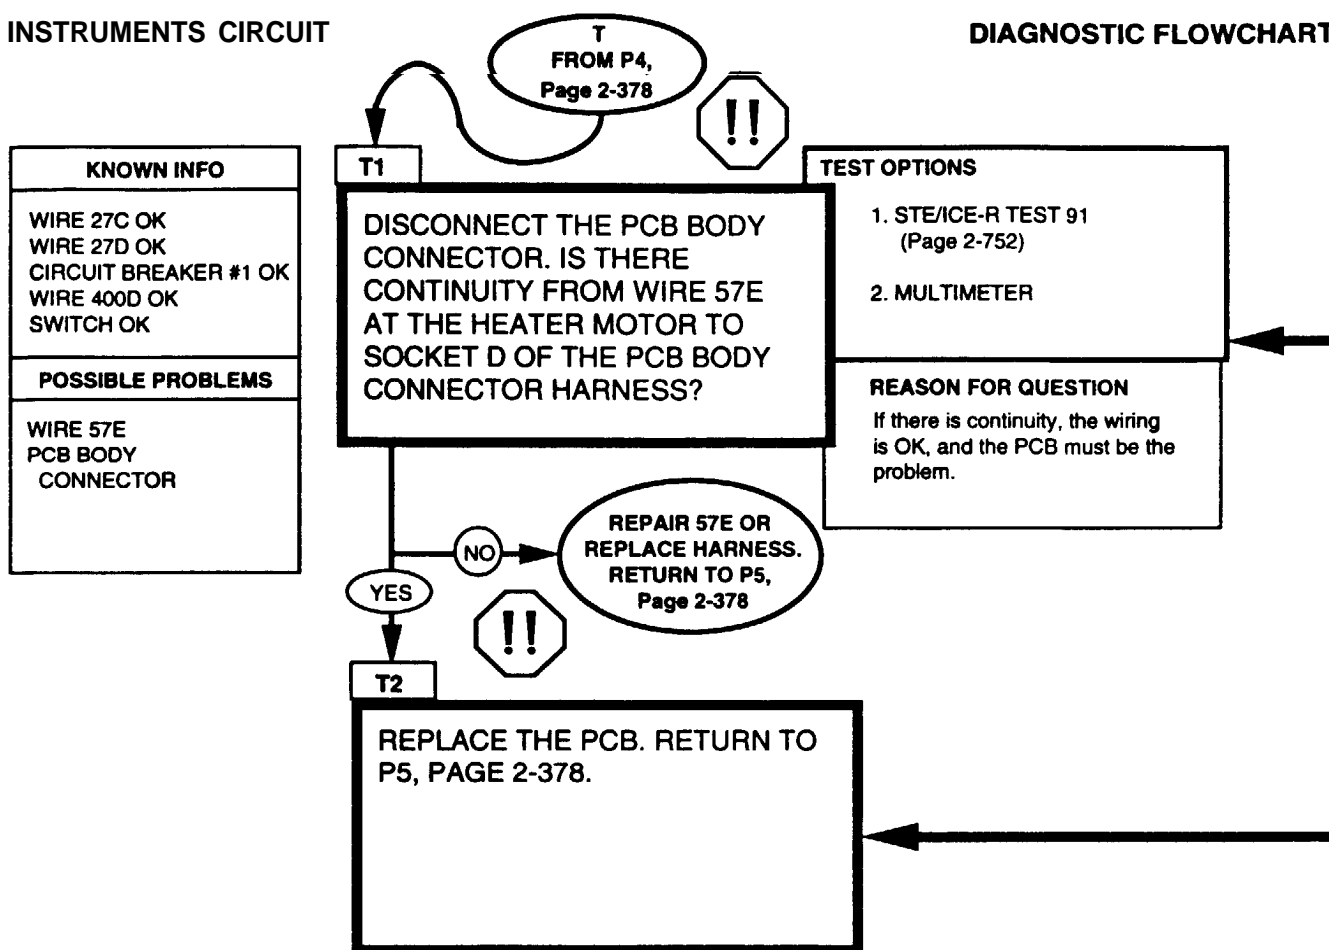 INSTRUMENTS CIRCUIT
DIAGNOSTIC FLOWCHART
T
FROM P4,
Page 2-378
!!
KNOWN INFO
WIRE 27C OK
WIRE 27D OK
CIRCUIT BREAKER #1 OK
WIRE 400D OK
SWITCH OK
POSSIBLE PROBLEMS
WIRE 57E
PCB BODY
CONNECTOR
T1
DISCONNECT THE PCB BODY
CONNECTOR. IS THERE
CONTINUITY FROM WIRE 57E
AT THE HEATER MOTOR TO
SOCKET D OF THE PCB BODY
CONNECTOR HARNESS?
TEST OPTIONS
1. STE/ICE-R TEST 91
(Page 2-752)
2. MULTIMETER
REASON FOR QUESTION
If there is continuity, the wiring
is OK, and the PCB must be the
problem.
NO
REPAIR 57E OR
REPLACE HARNESS.
RETURN TO P5,
Page 2-378
YES
!!
T2
REPLACE THE PCB. RETURN TO
P5, PAGE 2-378.